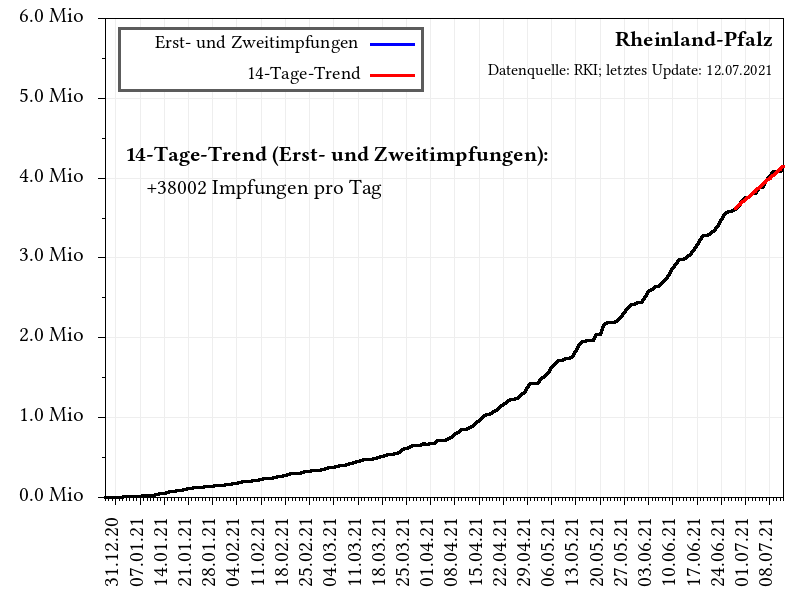 6.0 Mio
5.0 Mio
4.0 Mio
3.0 Mio
2.0 Mio
1.0 Mio
0.0 Mio
Erst- und Zweitimpfungen
14-Tage-Trend
Rheinland-Pfalz
Datenquelle: RKI; letztes Update: 12.07.2021
14-Tage-Trend (Erst- und Zweitimpfungen):
+38002 Impfungen pro Tag
31.12.20
07.01.21
14.01.21
21.01.21
28.01.21
04.02.21
11.02.21
18.02.21
25.02.21
04.03.21
11.03.21
18.03.21
25.03.21
01.04.21
08.04.21
15.04.21
22.04.21
29.04.21
06.05.21
13.05.21
20.05.21
27.05.21
03.06.21
10.06.21
17.06.21
24.06.21
01.07.21
08.07.21